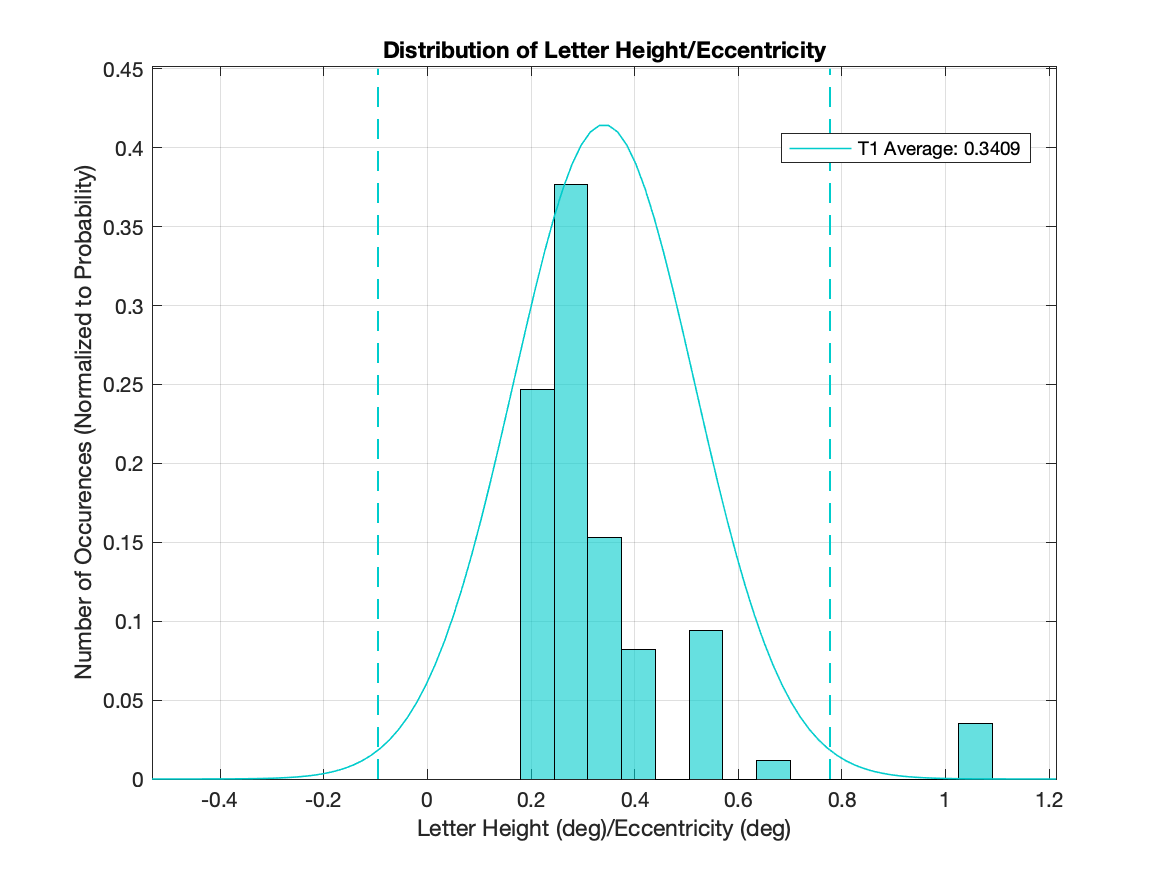 Distribution of Letter Height/Eccentricity
0.45
0.4
0.35
0.3
0.25
0.2
0.15
0.1
0.05
0
Number of Occurences (Normalized to Probability)
T1 Average: 0.3409
-0.4 -0.2 0 0.2 0.4 0.6 0.8 1 1.2
Letter Height (deg)/Eccentricity (deg)